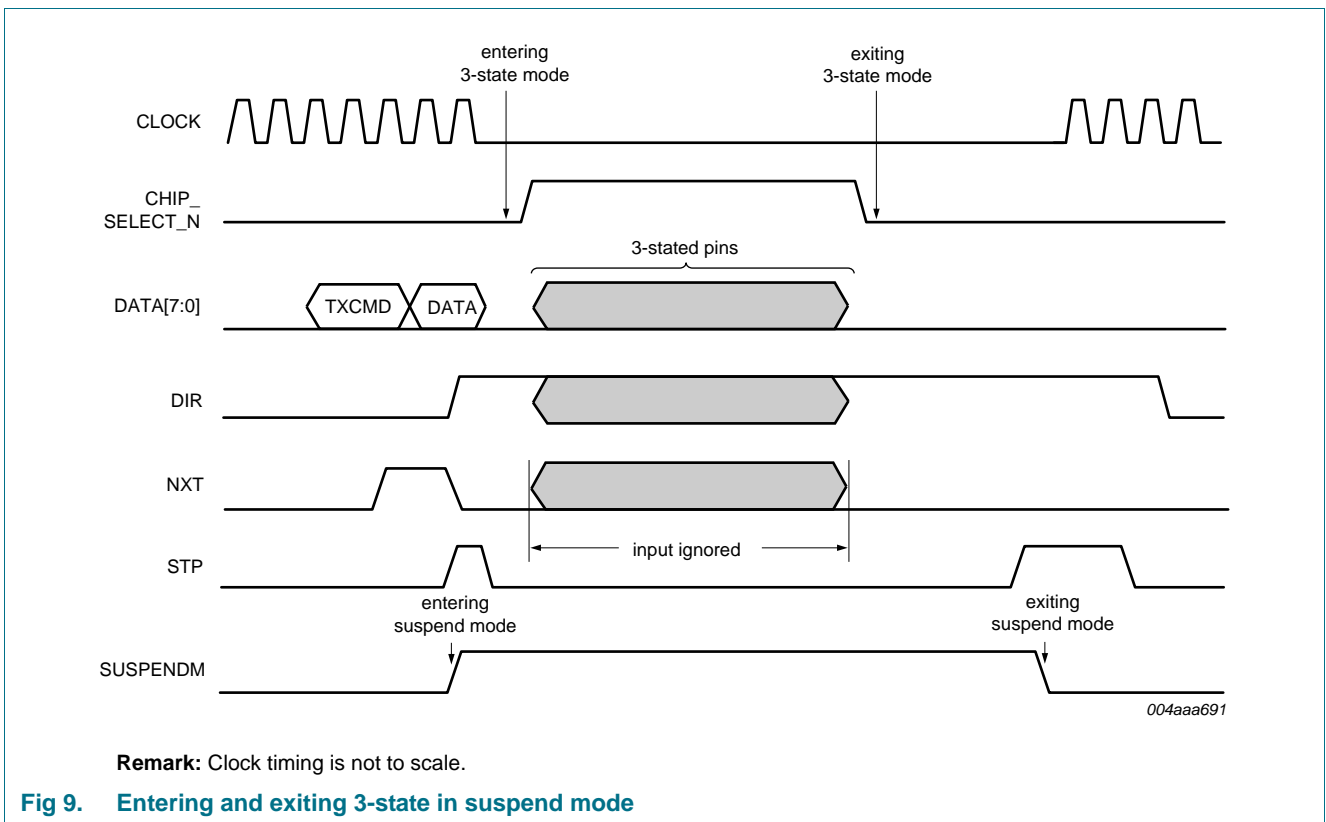 entering
3-state mode
exiting
3-state mode
CLOCK
CHIP_
SELECT_N
3-stated pins
DATA[7:0]
TXCMD
DATA
DIR
NXT
input ignored
STP
entering
suspend mode
exiting
suspend mode
SUSPENDM
004aaa691
Remark: Clock timing is not to scale.
Fig 9. Entering and exiting 3-state in suspend mode